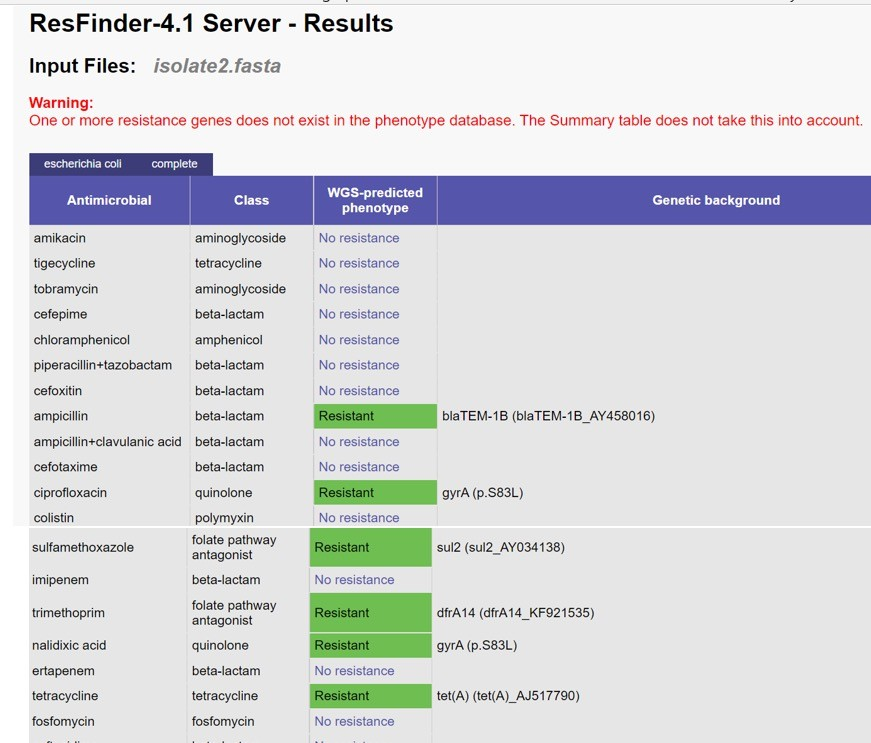 ResFinder-4.1 Server - Results
Input Files: isolate2.fasta
Warning:
One or more resistance genes does not exist in the phenotype database. The Summary table does not take this into account.
escherichia coli complete
Antimicrobial Class WGS-predicted phenotype Genetic background
amikacin aminoglycoside No resistance
tigecycline tetracycline No resistance
tobramycin aminoglycoside No resistance
cefepime beta-lactam No resistance
chloramphenicol amphenicol No resistance
piperacillin+tazobactam beta-lactam No resistance
cefoxitin beta-lactam No resistance
ampicillin beta-lactam Resistant blaTEM-1B (blaTEM-1B_AY458016)
ampicillin+clavulanic acid beta-lactam No resistance
cefotaxime beta-lactam No resistance
ciprofloxacin quinolone Resistant gyrA (p.S83L)
colistin polymyxin No resistance
sulfamethoxazole folate pathway antagonist Resistant sul2 (sul2_AY034138)
imipenem beta-lactam No resistance
trimethoprim folate pathway antagonist Resistant dfrA14 (dfrA14_KF921535)
nalidixic acid quinolone Resistant gyrA (p.S83L)
ertapenem beta-lactam No resistance
tetracycline tetracycline Resistant tet(A) (tet(A)_AJ517790)
fosfomycin fosfomycin No resistance